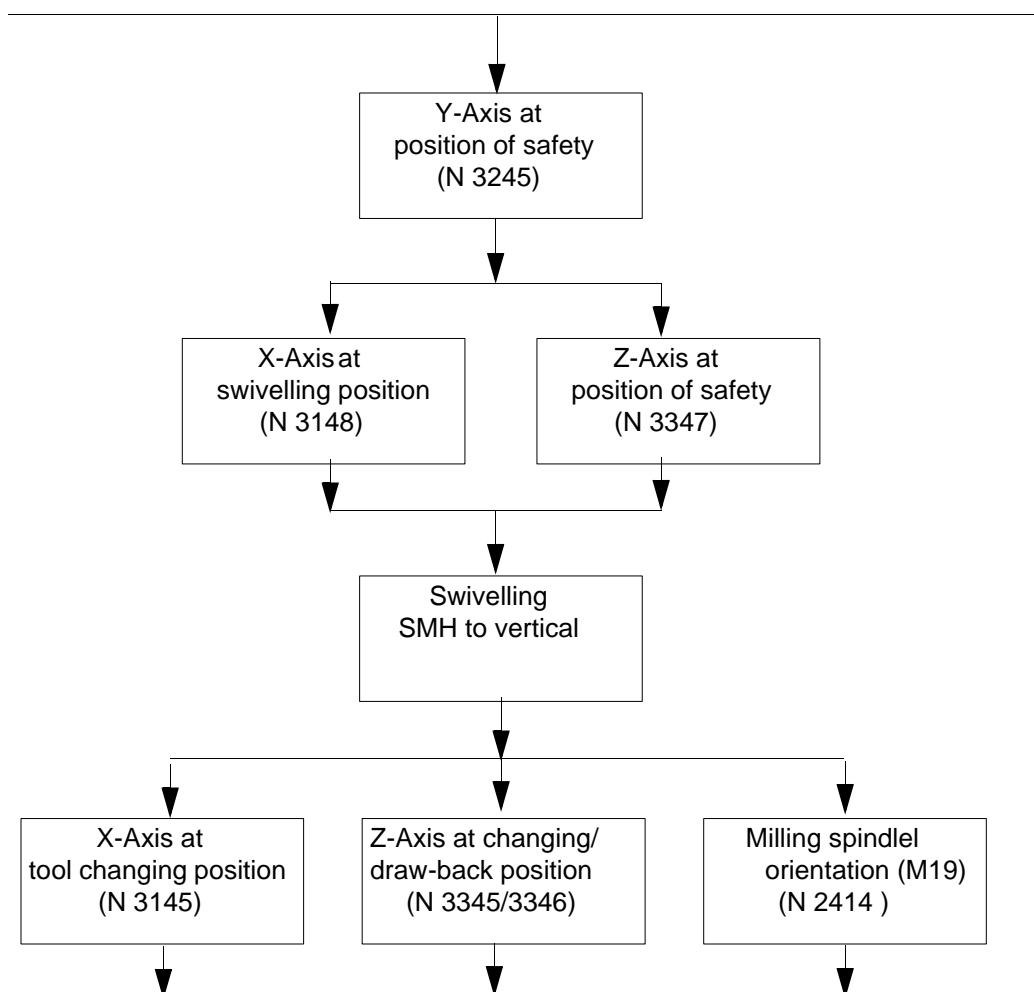 Y-Axis at
position of safety
(N 3245)
X-Axis at
swivelling position
(N 3148)
Z-Axis at
position of safety
(N 3347)
Swivelling
SMH to vertical
X-Axis at
tool changing position
(N 3145)
Z-Axis at changing/
draw-back position
(N 3345/3346)
Milling spindlel
orientation (M19)
(N 2414 )